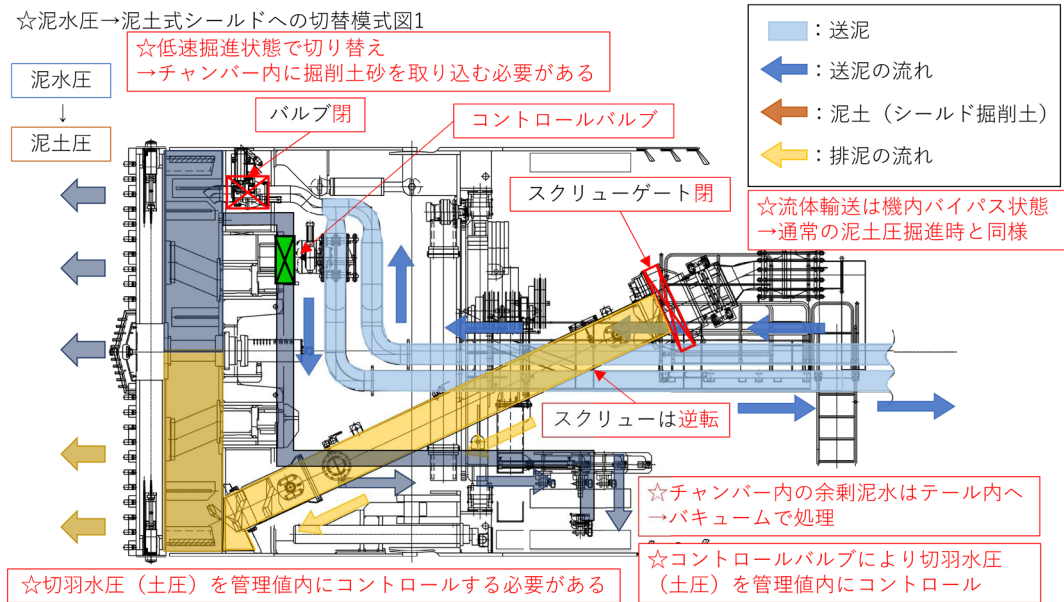 ☆泥水圧→泥土式シールドへの切替模式図1
☆低速掘進状態で切り替え
→チャンバー内に掘削土砂を取り込む必要がある
泥水圧
↓
泥土圧
バルブ閉
コントロールバルブ
スクリューゲート閉
：送泥
：送泥の流れ
：泥土（シールド掘削土）
：排泥の流れ
☆流体輸送は機内バイパス状態
→通常の泥土圧掘進時と同様
スクリューは逆転
☆チャンバー内の余剰泥水はテール内へ
→バキュームで処理
☆切羽水圧（土圧）を管理値内にコントロールする必要がある
☆コントロールバルブにより切羽水圧
（土圧）を管理値内にコントロール